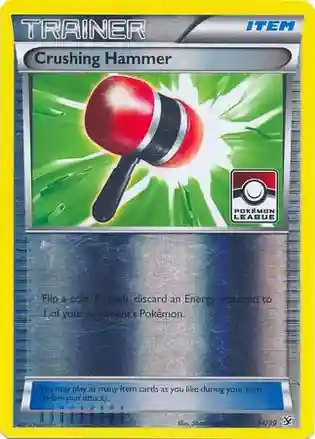 TRAINER
ITEM
Crushing Hammer
POKÉMON
LEAGUE
Flip a coin. If heads, discard an Energy attached to
1 of your opponent's Pokémon.
You may play as many Item cards as you like during your turn
(before your attack).
Illus.